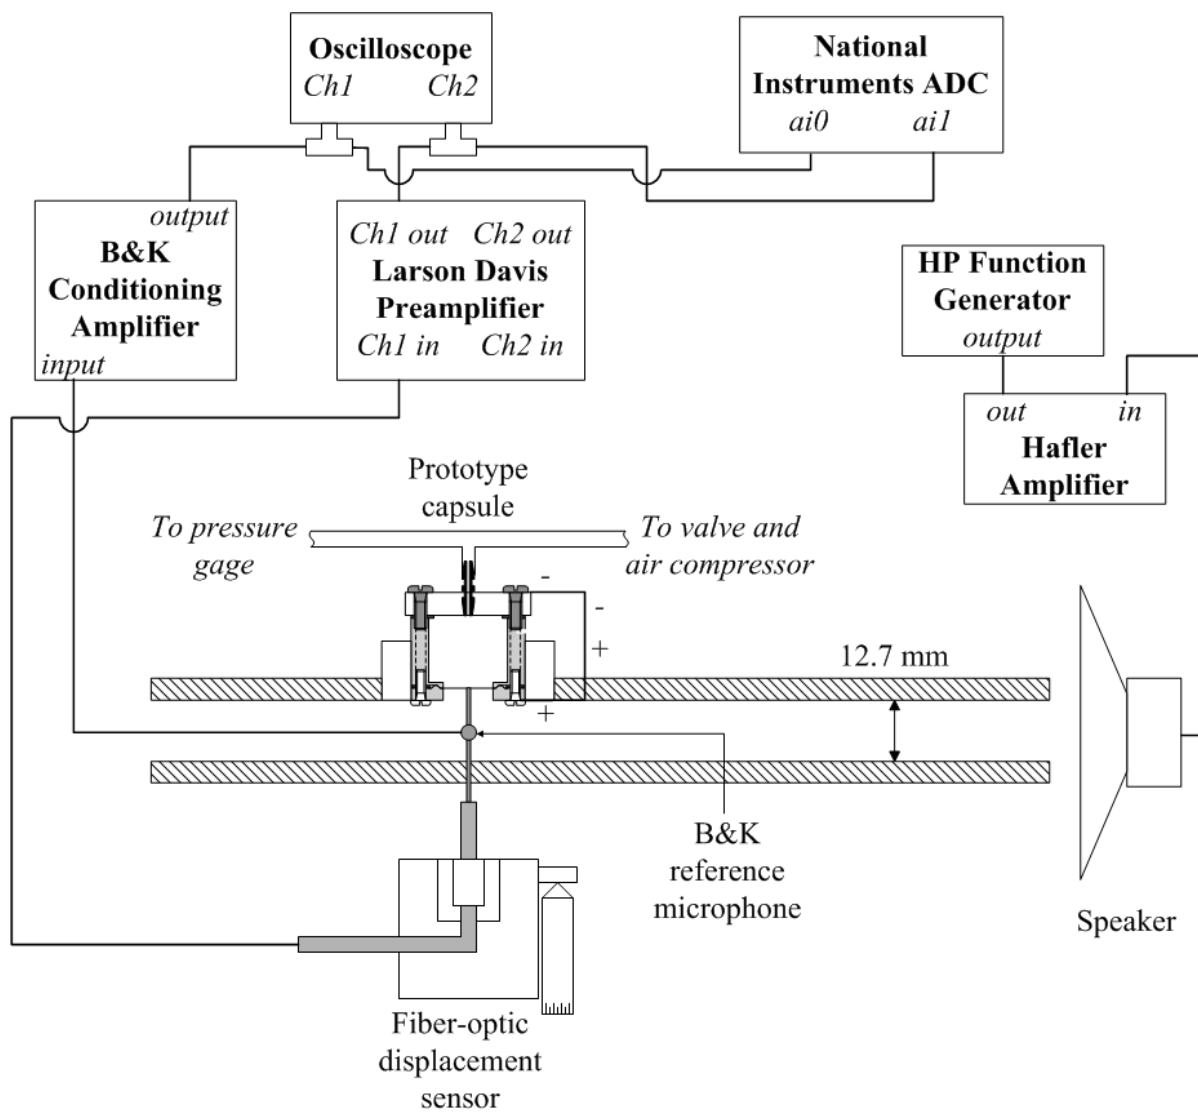 Oscilloscope
Ch1 Ch2
National
Instruments ADC
ai0 ai1
output
B&K
Conditioning
Amplifier
input
Ch1 out Ch2 out
Larson Davis
Preamplifier
Ch1 in Ch2 in
HP Function
Generator
output
out in
Hafler
Amplifier
Prototype
capsule
To pressure
gage
To valve and
air compressor
-
-
+
+
12.7 mm
B&K
reference
microphone
Speaker
Fiber-optic
displacement
sensor